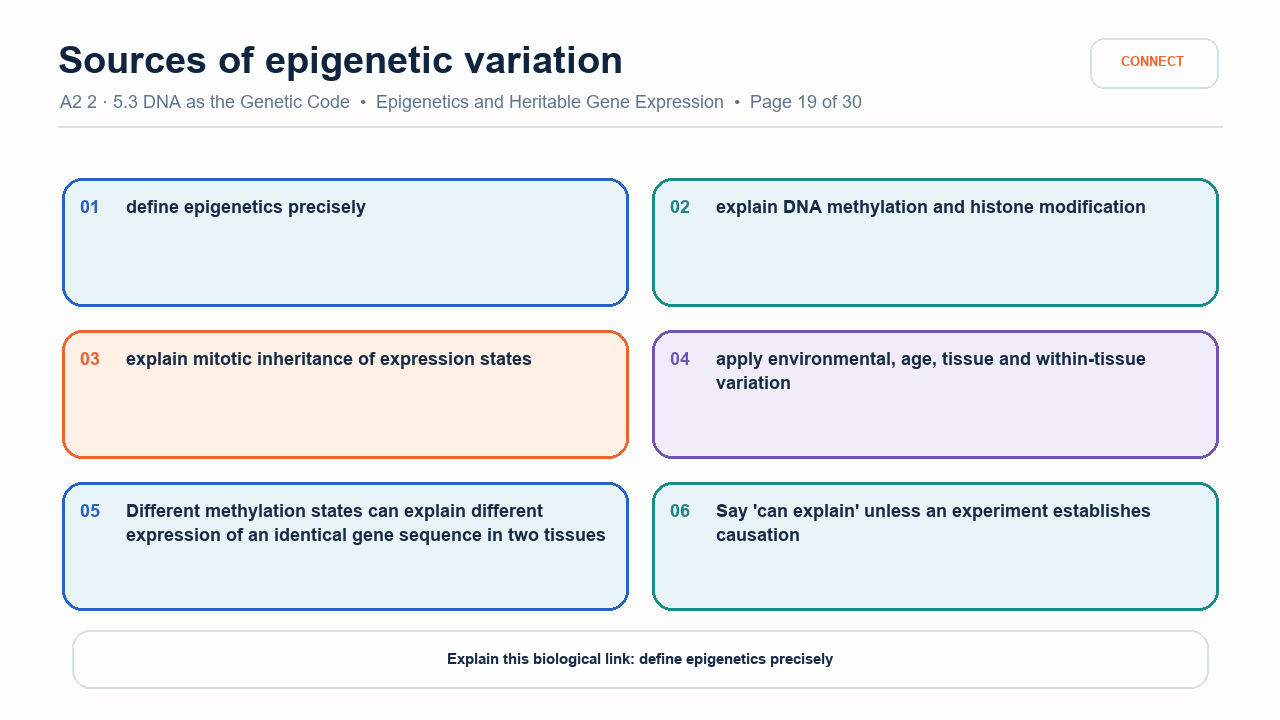 Sources of epigenetic variation
CONNECT
A2 2 · 5.3 DNA as the Genetic Code • Epigenetics and Heritable Gene Expression • Page 19 of 30
01 define epigenetics precisely
02 explain DNA methylation and histone modification
03 explain mitotic inheritance of expression states
04 apply environmental, age, tissue and within-tissue
variation
05 Different methylation states can explain different
expression of an identical gene sequence in two tissues
06 Say 'can explain' unless an experiment establishes
causation
Explain this biological link: define epigenetics precisely